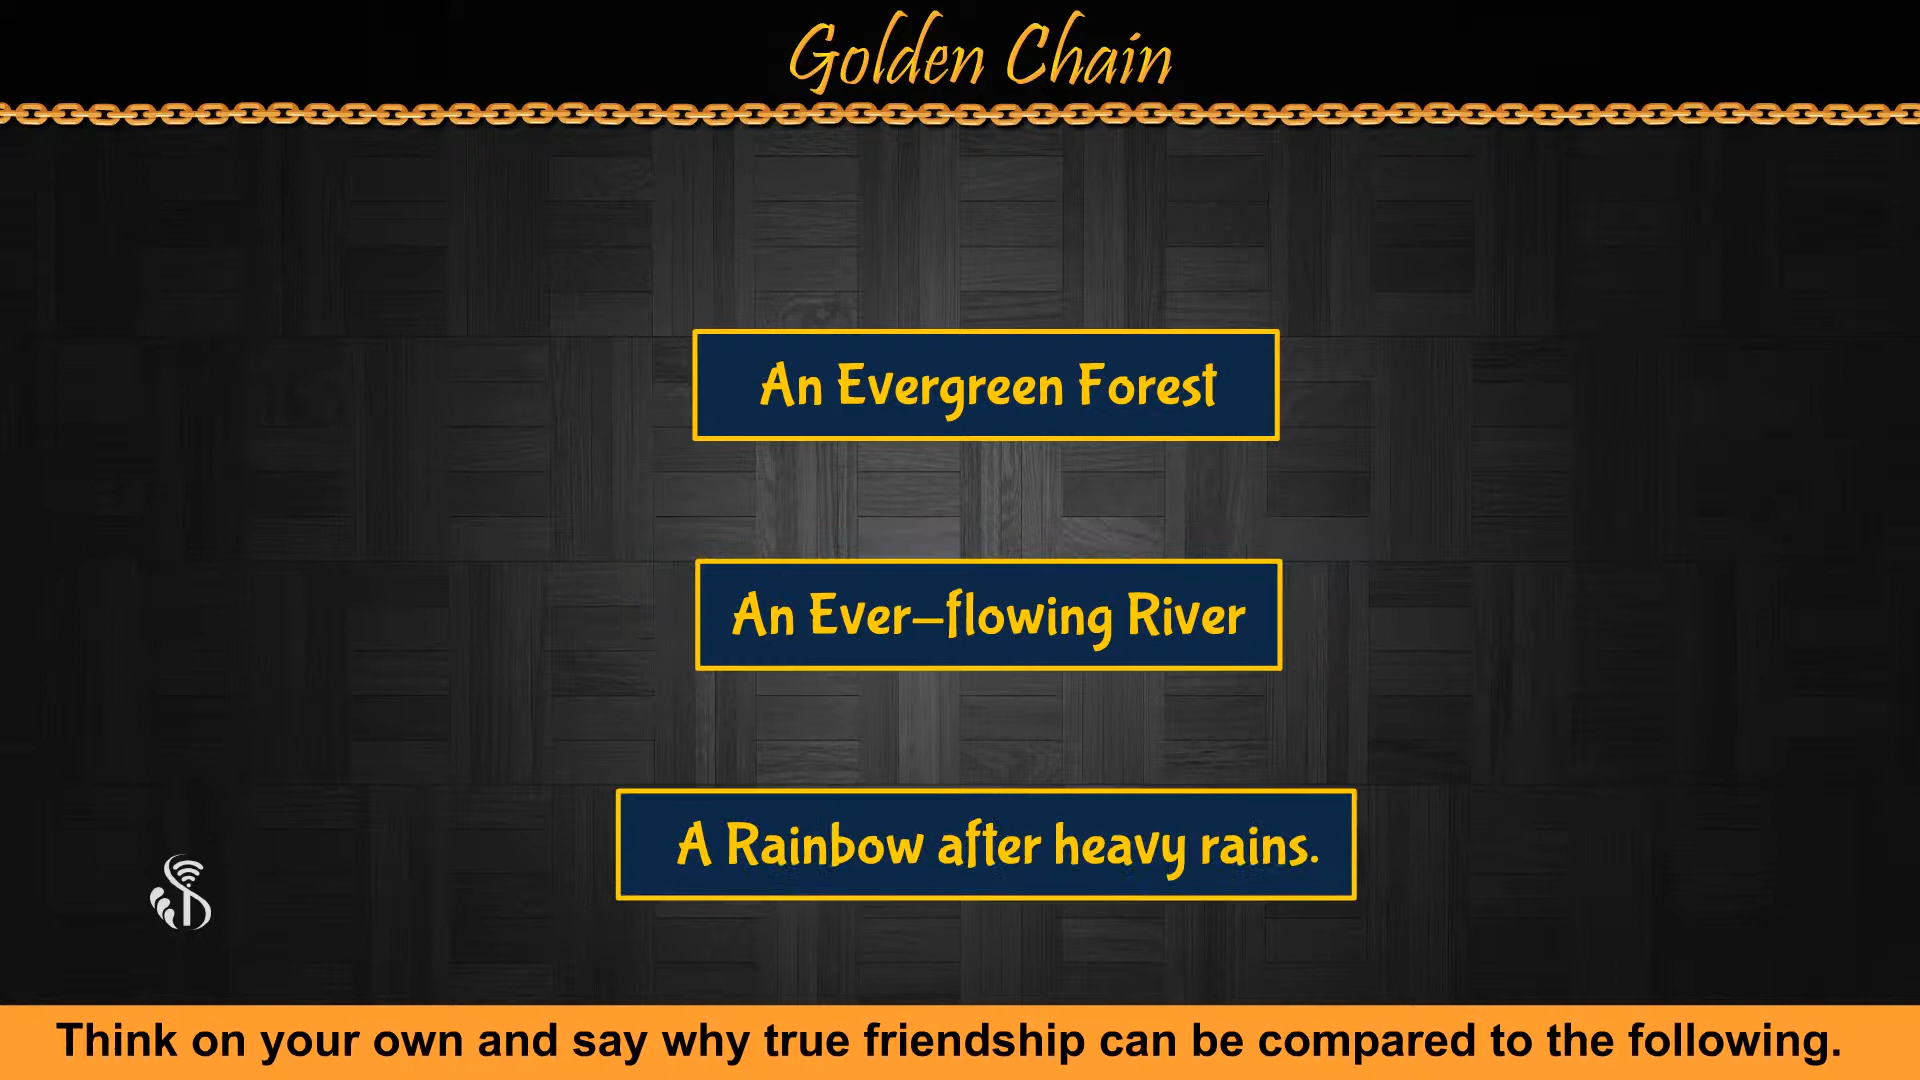 Golden Chain
An Evergreen Forest
An Ever–flowing River
A Rainbow after heavy rains.
Think on your own and say why true friendship can be compared to the following.